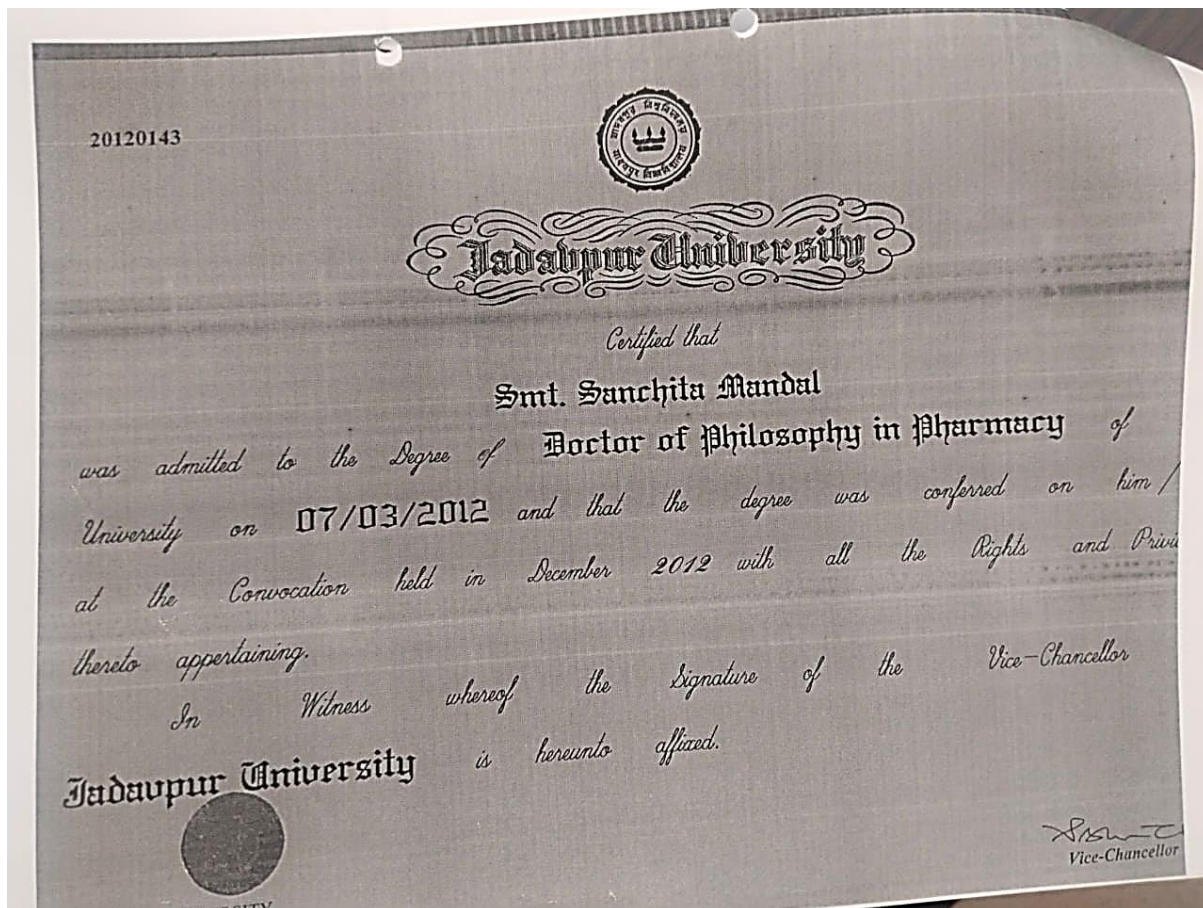 20120143
Jadavpur University
Certified that
Smt. Sanchita Mandal
was admitted to the Degree of Doctor of Philosophy in Pharmacy of
University on 07/03/2012 and that the degree was conferred on him /
at the Convocation held in December 2012 with all the Rights and
thereto appertaining.
In Witness whereof the Signature of the Vice-Chancellor
Jadavpur University is hereunto affixed.
Vice-Chancellor